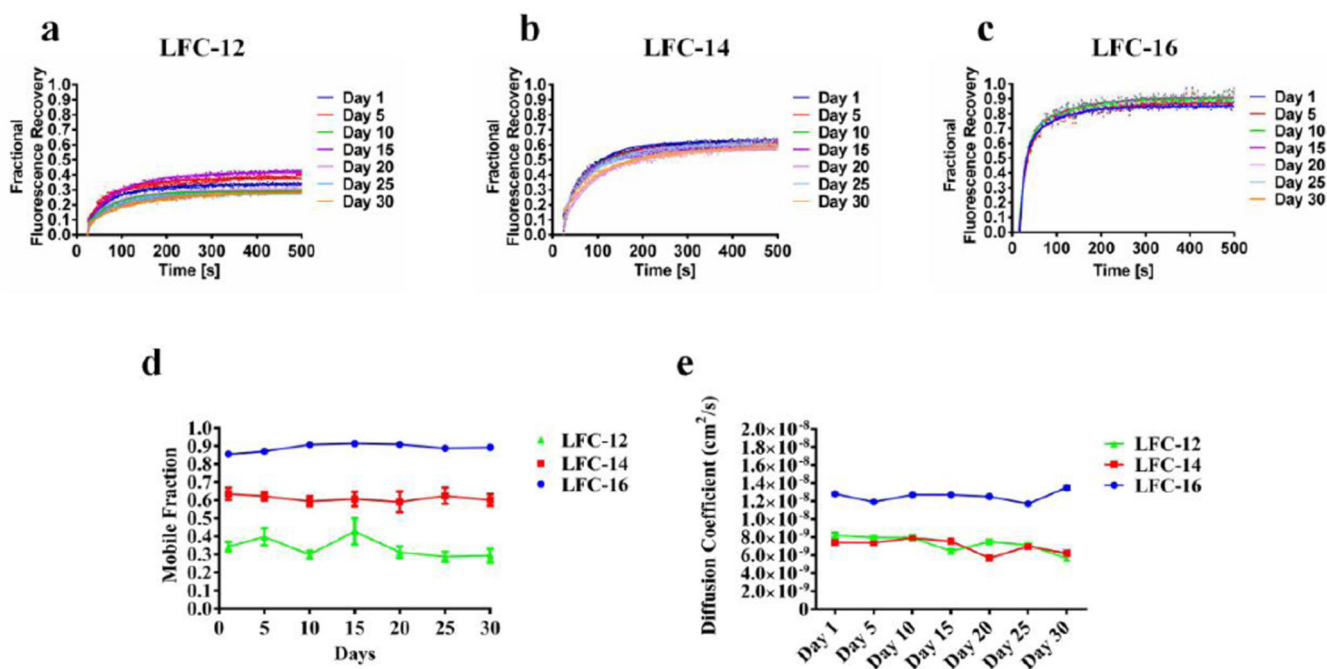 a
LFC-12
Fractional
Fluorescence Recovery
1.0
0.9
0.8
0.7
0.6
0.5
0.4
0.3
0.2
0.1
0.0
0 100 200 300 400 500
Time [s]
Day 1
Day 5
Day 10
Day 15
Day 20
Day 25
Day 30
b
LFC-14
Fractional
Fluorescence Recovery
1.0
0.9
0.8
0.7
0.6
0.5
0.4
0.3
0.2
0.1
0.0
0 100 200 300 400 500
Time [s]
Day 1
Day 5
Day 10
Day 15
Day 20
Day 25
Day 30
c
LFC-16
Fractional
Fluorescence Recovery
1.0
0.9
0.8
0.7
0.6
0.5
0.4
0.3
0.2
0.1
0.0
0 100 200 300 400 500
Time [s]
Day 1
Day 5
Day 10
Day 15
Day 20
Day 25
Day 30
d
Mobile Fraction
1.0
0.9
0.8
0.7
0.6
0.5
0.4
0.3
0.2
0.1
0.0
0 5 10 15 20 25 30
Days
LFC-12
LFC-14
LFC-16
e
Diffusion Coefficient (cm²/s)
2.0×10⁻⁸
1.8×10⁻⁸
1.6×10⁻⁸
1.4×10⁻⁸
1.2×10⁻⁸
1.0×10⁻⁸
8.0×10⁻⁹
6.0×10⁻⁹
4.0×10⁻⁹
2.0×10⁻⁹
0
Day 1 Day 5 Day 10 Day 15 Day 20 Day 25 Day 30
LFC-12
LFC-14
LFC-16